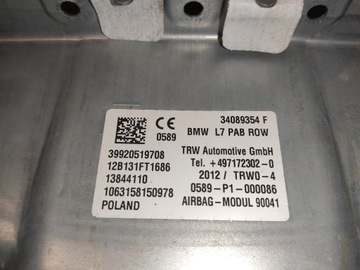 34089354 F
CE
0589
BMW L7 PAB ROW
39920519708
12B131FT1686
13844110
1063158150978
POLAND
TRW Automotive GmbH
Tel. +497172302-0
2012 / TRW0-4
0589-P1-000086
AIRBAG-MODUL 90041